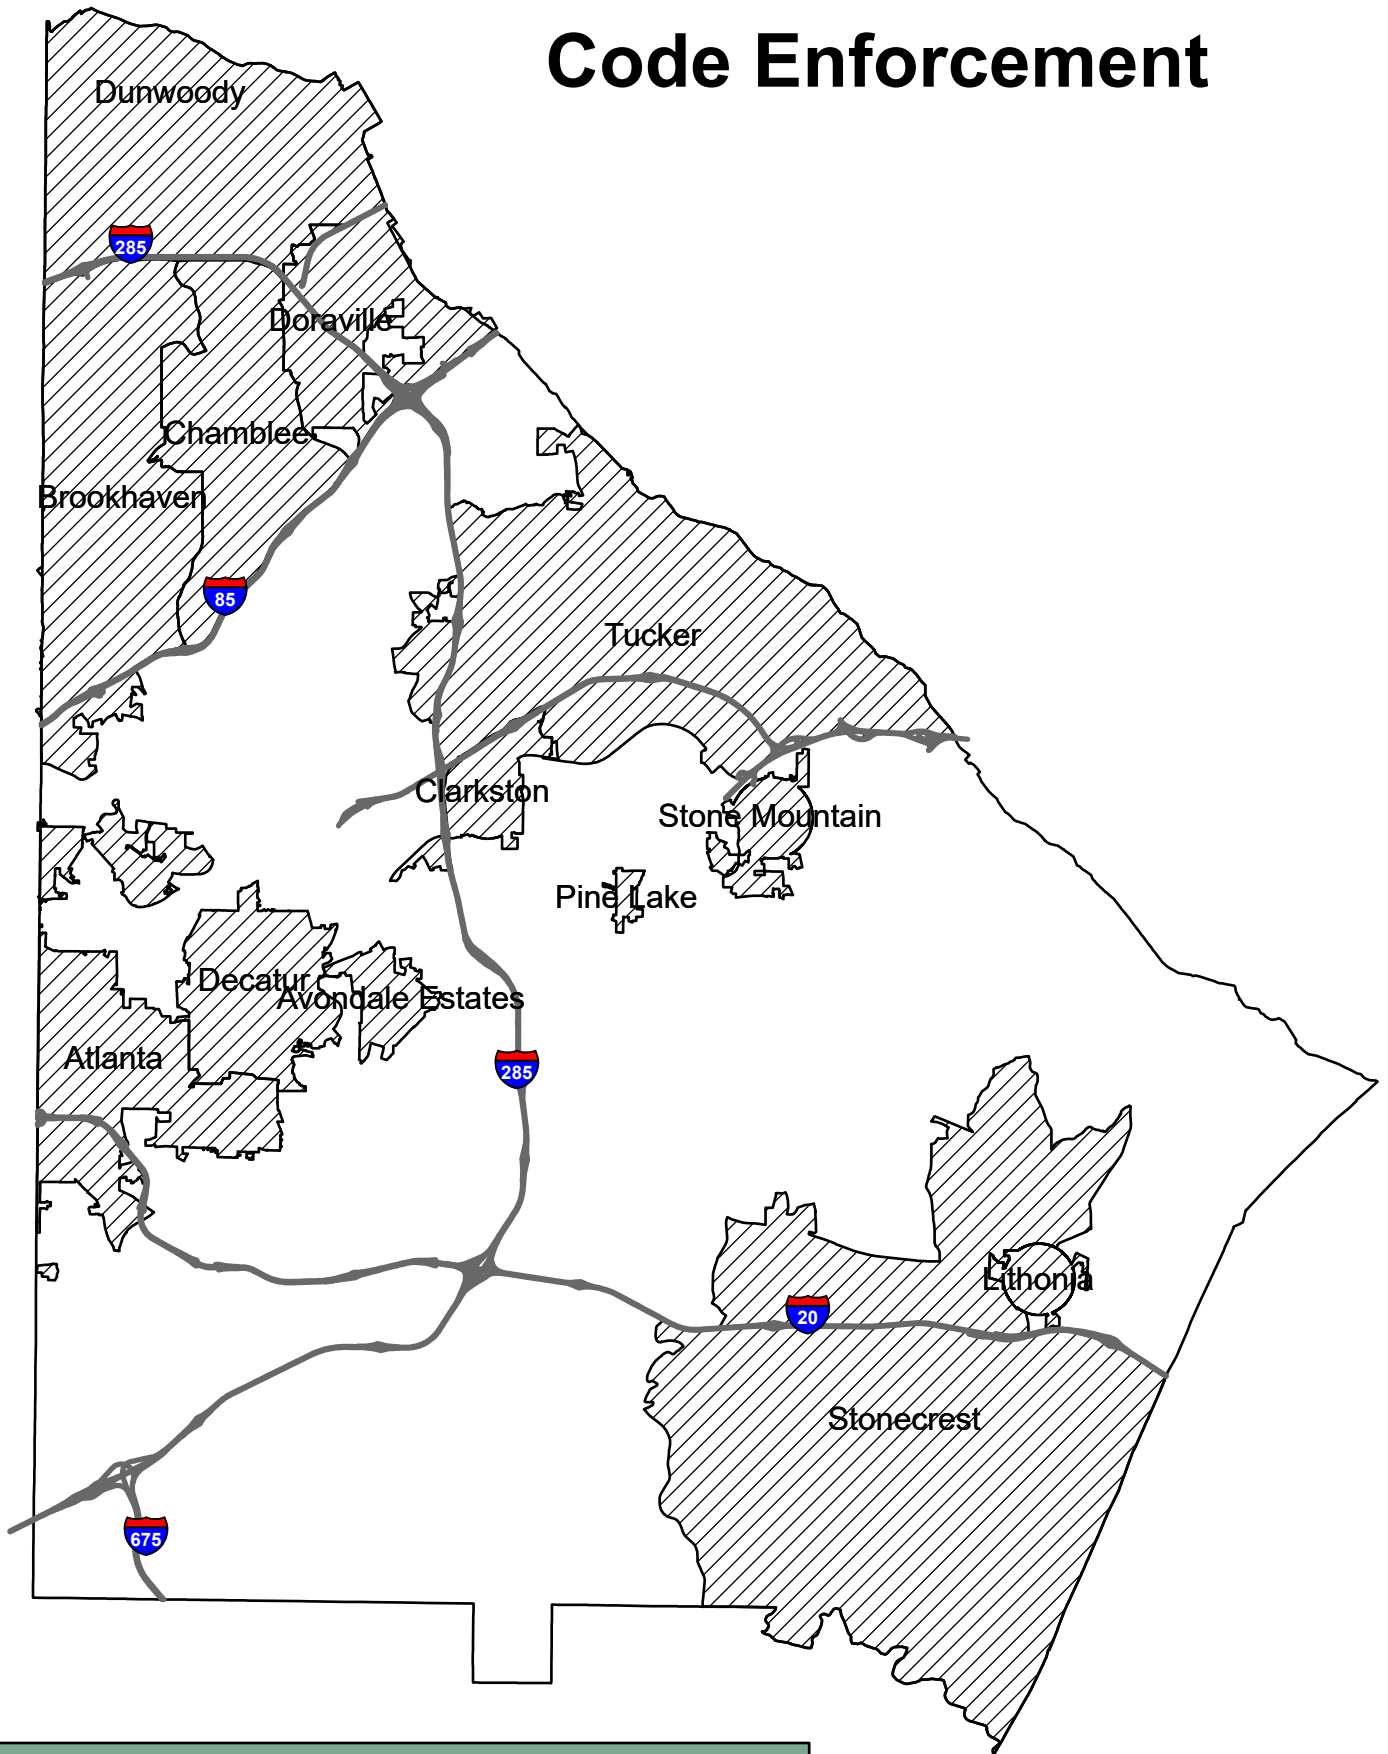 Code Enforcement
Dunwoody
285
Doraville
Chamblee
Brookhaven
85
Tucker
Clarkston
Stone Mountain
Pine Lake
Decatur
Avondale Estates
Atlanta
285
Lithonia
20
Stonecrest
675